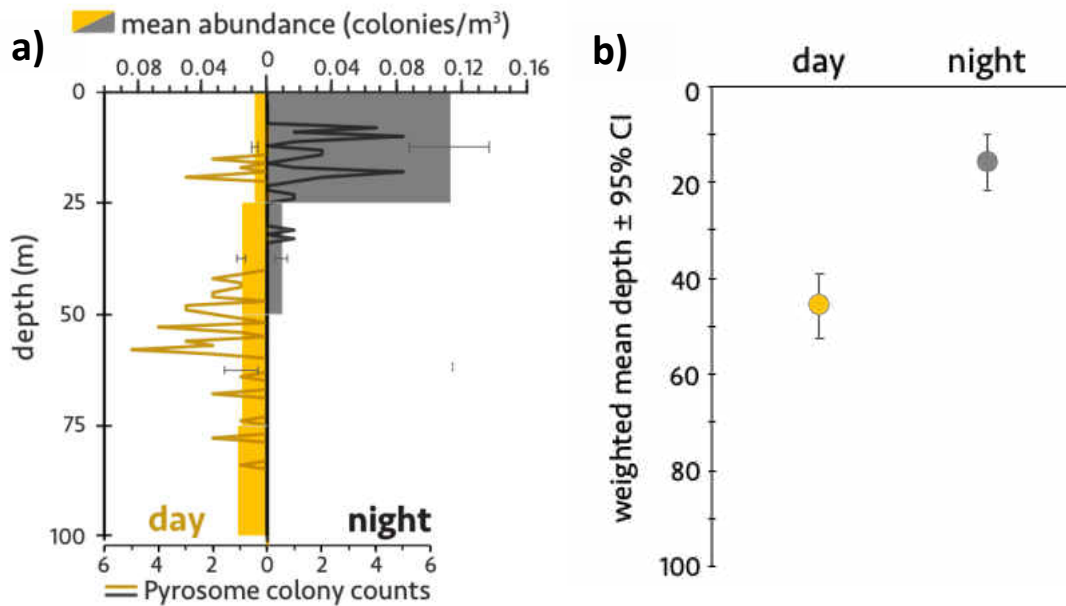 mean abundance (colonies/m³)
a)
0.08 0.04 0 0.04 0.08 0.12 0.16
depth (m)
0
25
50
75
100
day night
6 4 2 0 2 4 6
Pyrosome colony counts
b)
day night
weighted mean depth ± 95% CI
0
20
40
60
80
100